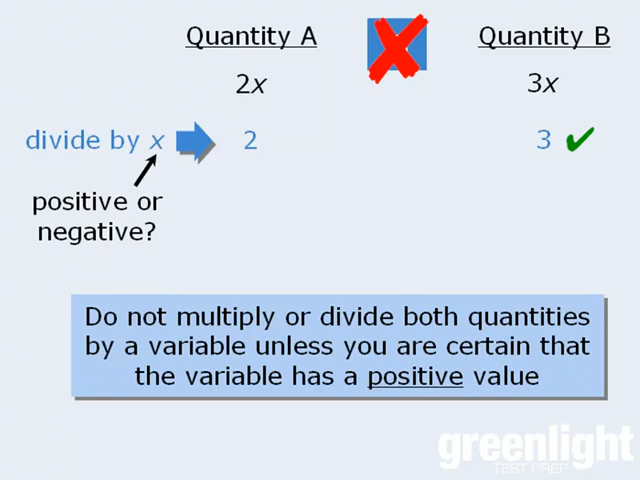 Quantity A Quantity B
2x 3x
divide by x 2 3
positive or
negative?
Do not multiply or divide both quantities
by a variable unless you are certain that
the variable has a positive value
greenlight
TEST PREP